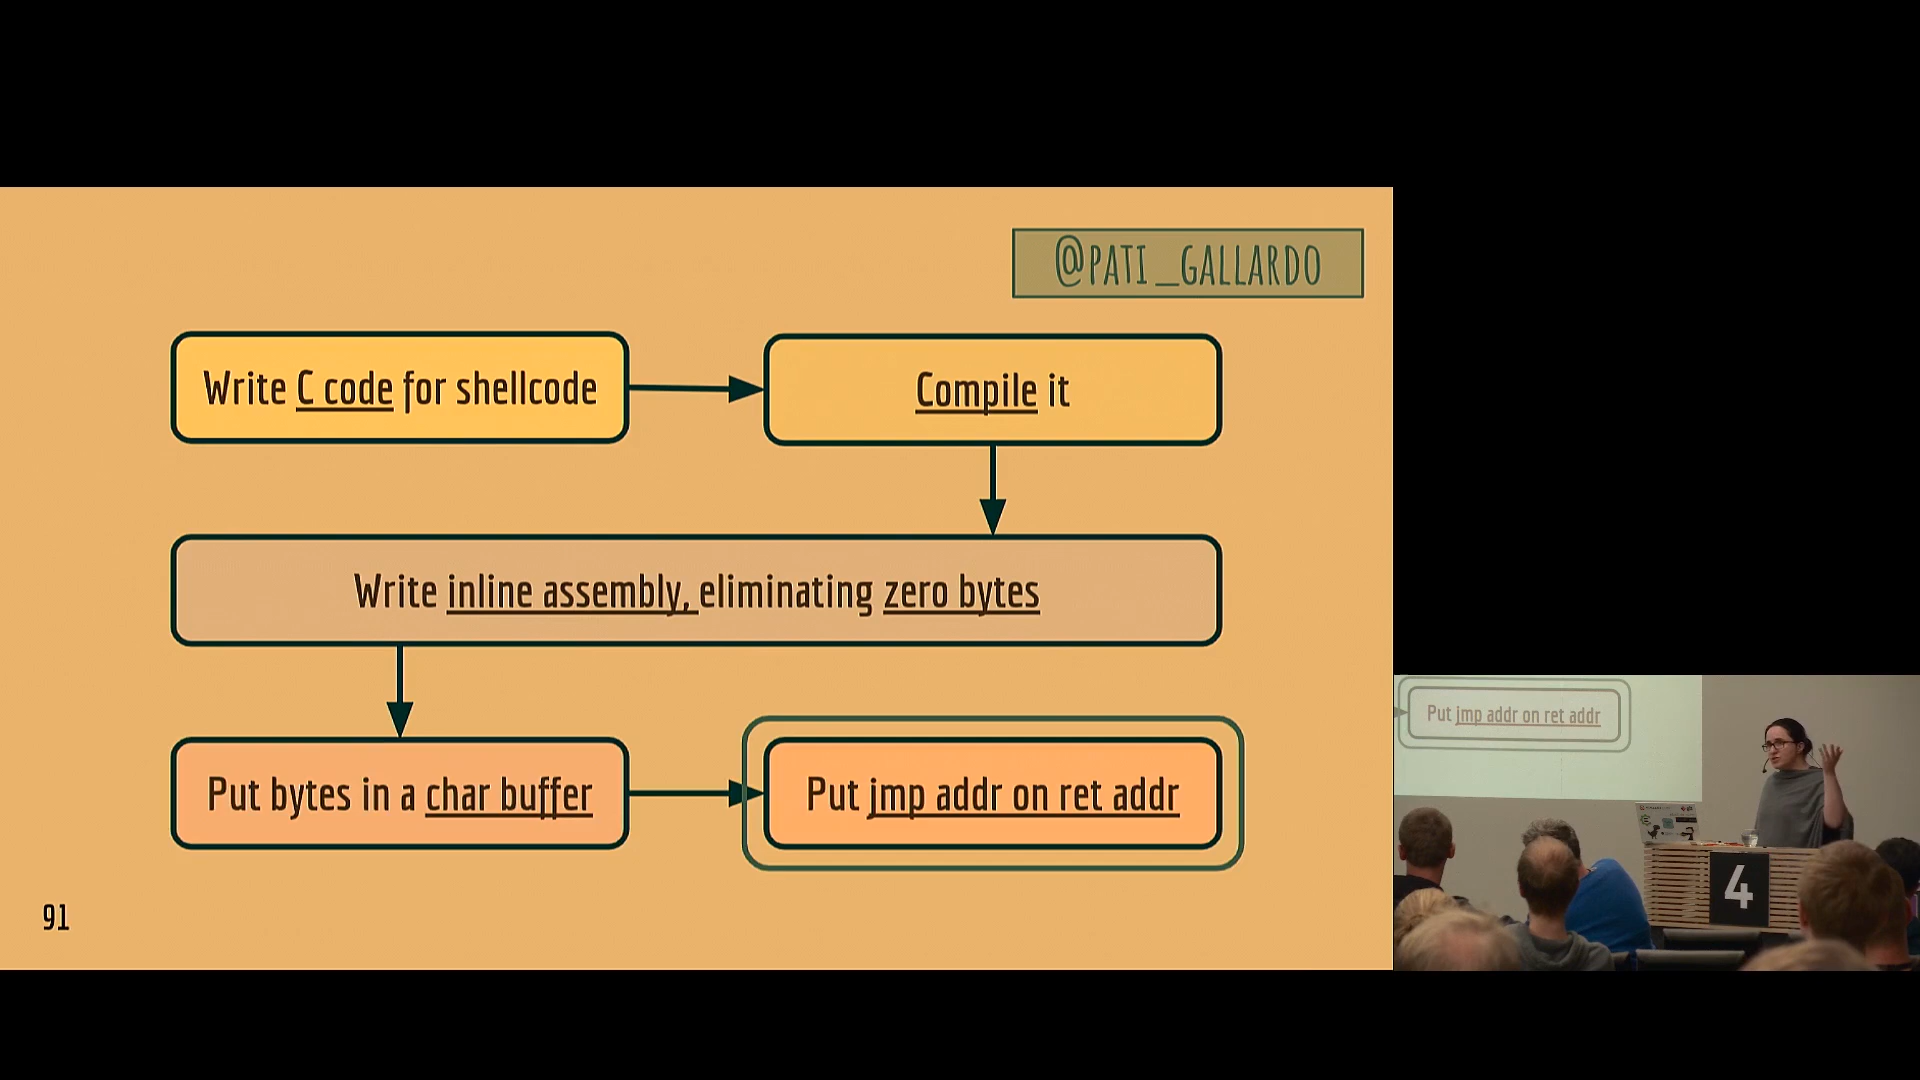 @PATI_GALLARDO
Write C code for shellcode
Compile it
Write inline assembly, eliminating zero bytes
Put bytes in a char buffer
Put jmp addr on ret addr
91
Put jmp addr on ret addr
4